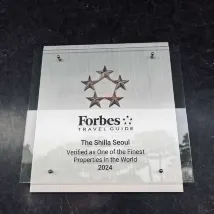 Forbes
TRAVEL GUIDE
The Shilla Seoul
Verified as One of the Finest
Properties in the World
2024